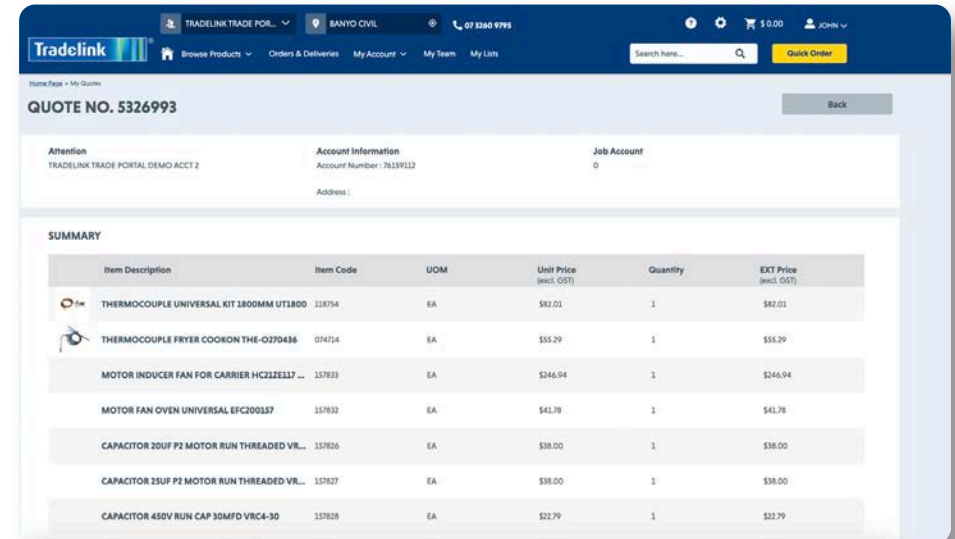 TRADELINK TRADE POR...
BANYO CIVIL
07 3260 9795
$ 0.00
JOHN
Tradelink
Browse Products
Orders & Deliveries
My Account
My Team
My Lists
Search here...
Quick Order
Home Page > My Quotes
QUOTE NO. 5326993
Back
Attention
TRADELINK TRADE PORTAL DEMO ACCT 2
Account Information
Account Number : 76159112
Address :
Job Account
0
SUMMARY
Item Description Item Code UOM Unit Price (excl. GST) Quantity EXT Price (excl. GST)
THERMOCOUPLE UNIVERSAL KIT 1800MM UT1800 118754 EA $82.01 1 $82.01
THERMOCOUPLE FRYER COOKON THE-O270436 074714 EA $55.29 1 $55.29
MOTOR INDUCER FAN FOR CARRIER HC21ZE117 ... 157833 EA $246.94 1 $246.94
MOTOR FAN OVEN UNIVERSAL EFC200157 157832 EA $41.78 1 $41.78
CAPACITOR 20UF P2 MOTOR RUN THREADED VR... 157826 EA $38.00 1 $38.00
CAPACITOR 25UF P2 MOTOR RUN THREADED VR... 157827 EA $38.00 1 $38.00
CAPACITOR 450V RUN CAP 30MFD VRC4-30 157828 EA $22.79 1 $22.79